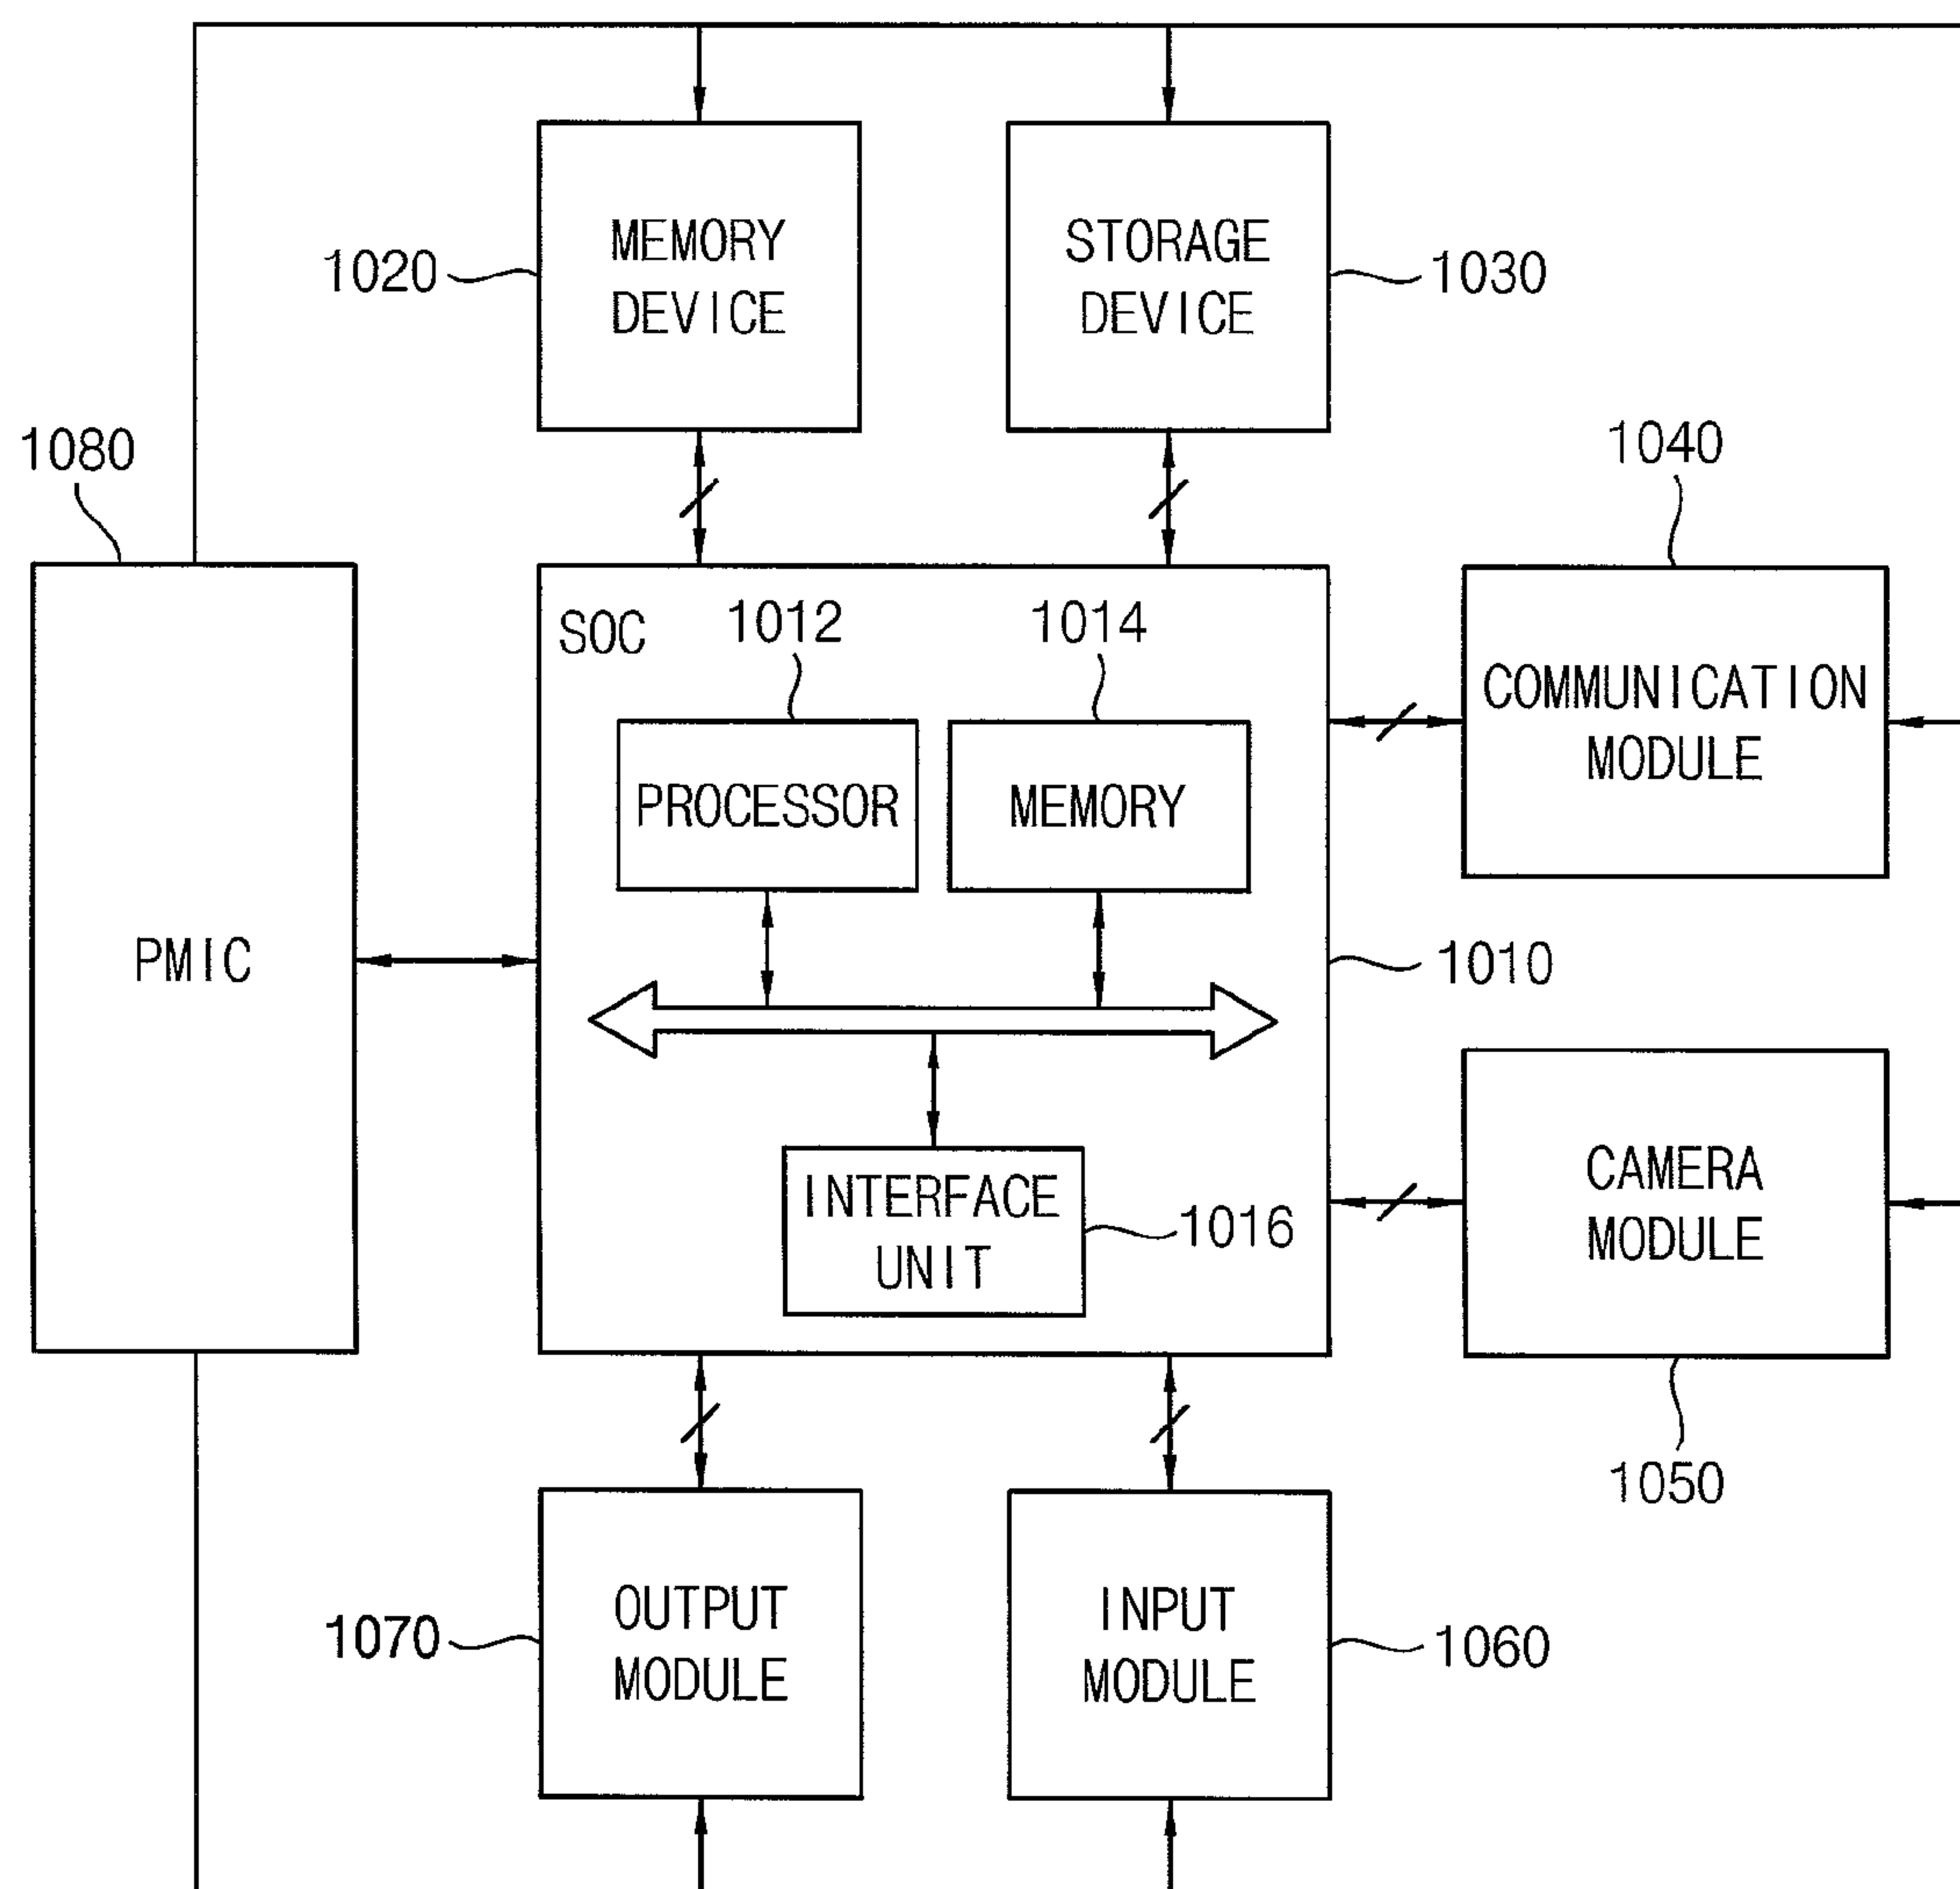 1020
MEMORY
DEVICE
STORAGE
DEVICE
1030
1080
1040
SOC
1012
1014
PROCESSOR
MEMORY
COMMUNICATION
MODULE
PMIC
1010
INTERFACE
UNIT
1016
CAMERA
MODULE
1050
1070
OUTPUT
MODULE
INPUT
MODULE
1060